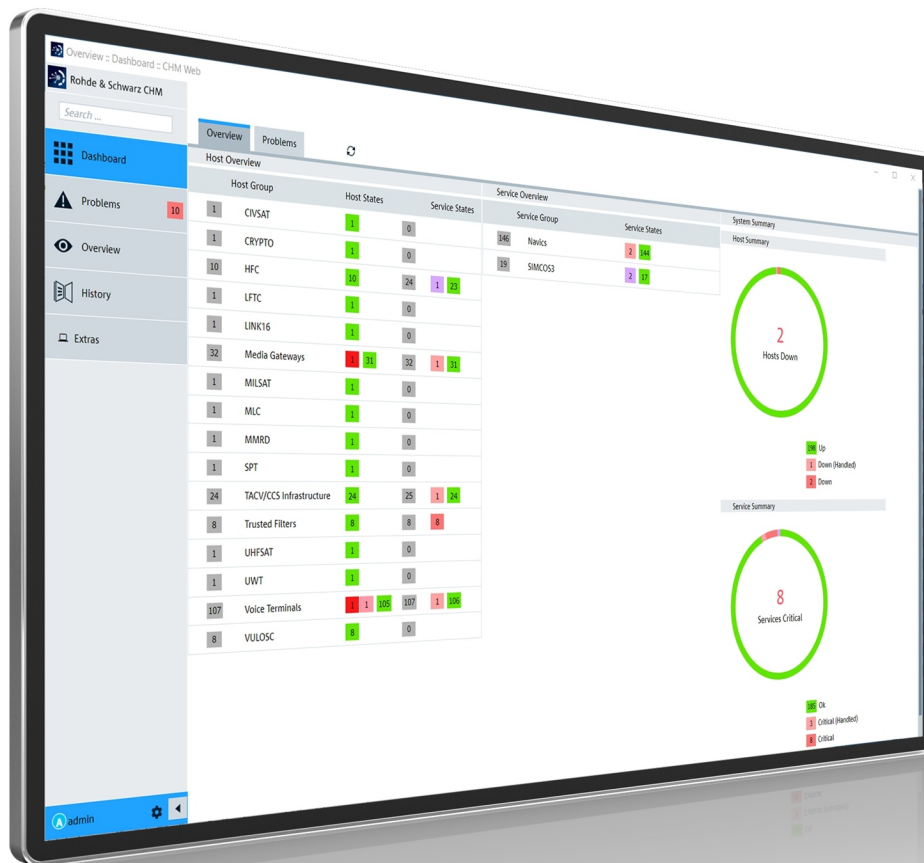 Overview :: Dashboard :: CHM Web
Rohde & Schwarz CHM
Search ...
Dashboard
Problems 10
Overview
History
Extras
admin
Overview Problems
Host Overview
Host Group Host States Service States
1 CIVSAT 1 0
1 CRYPTO 1 0
10 HFC 10 24 1 23
1 LFTC 1 0
1 LINK16 1 0
32 Media Gateways 1 31 32 1 31
1 MILSAT 1 0
1 MLC 1 0
1 MMRD 1 0
1 SPT 1 0
24 TACV/CCS Infrastructure 24 25 1 24
8 Trusted Filters 8 8 8
1 UHFSAT 1 0
1 UWT 1 0
107 Voice Terminals 1 1 105 107 1 106
8 VULOSC 8 0
Service Overview
Service Group Service States
146 Navics 2 144
19 SIMCOS3 2 17
System Summary
Host Summary
2
Hosts Down
198 Up
1 Down (Handled)
2 Down
Service Summary
8
Services Critical
185 Ok
3 Critical (Handled)
8 Critical